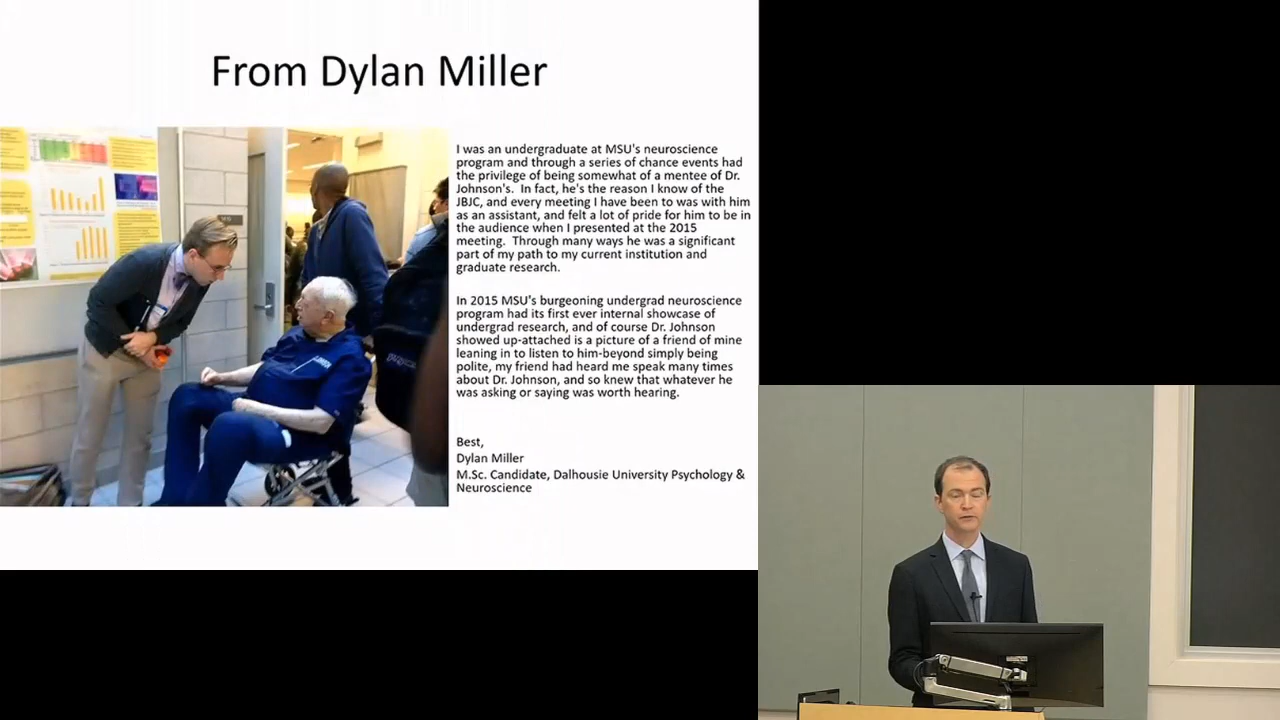 From Dylan Miller
I was an undergraduate at MSU's neuroscience
program and through a series of chance events had
the privilege of being somewhat of a mentee of Dr.
Johnson's.  In fact, he's the reason I know of the
JBJC, and every meeting I have been to was with him
as an assistant, and felt a lot of pride for him to be in
the audience when I presented at the 2015
meeting.  Through many ways he was a significant
part of my path to my current institution and
graduate research.
In 2015 MSU's burgeoning undergrad neuroscience
program had its first ever internal showcase of
undergrad research, and of course Dr. Johnson
showed up-attached is a picture of a friend of mine
leaning in to listen to him-beyond simply being
polite, my friend had heard me speak many times
about Dr. Johnson, and so knew that whatever he
was asking or saying was worth hearing.
Best,
Dylan Miller
M.Sc. Candidate, Dalhousie University Psychology &
Neuroscience